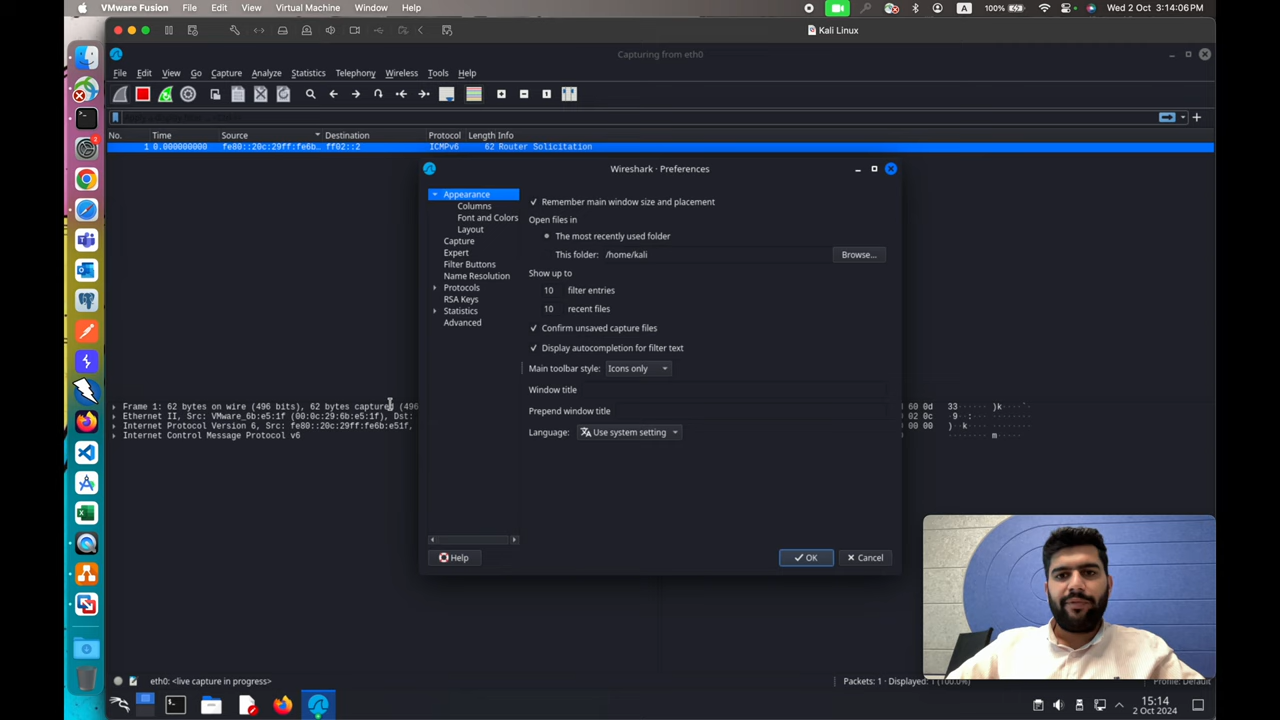 VMware Fusion File Edit View Virtual Machine Window Help A 100% Wed 2 Oct 3:14:06 PM
Kali Linux
Capturing from eth0
File Edit View Go Capture Analyze Statistics Telephony Wireless Tools Help
No. Time Source Destination Protocol Length Info
1 0.000000000 fe80::20c:29ff:fe6b… ff02::2 ICMPv6 62 Router Solicitation
Wireshark · Preferences
Appearance
Columns
Font and Colors
Layout
Capture
Expert
Filter Buttons
Name Resolution
Protocols
RSA Keys
Statistics
Advanced
Remember main window size and placement
Open files in
The most recently used folder
This folder: /home/kali Browse...
Show up to
10 filter entries
10 recent files
Confirm unsaved capture files
Display autocompletion for filter text
Main toolbar style: Icons only
Window title
Prepend window title
Language: Use system setting
Help OK Cancel
Frame 1: 62 bytes on wire (496 bits), 62 bytes captured (496
Ethernet II, Src: VMware_6b:e5:1f (00:0c:29:6b:e5:1f), Dst:
Internet Protocol Version 6, Src: fe80::20c:29ff:fe6b:e51f,
Internet Control Message Protocol v6
60 0d 33······ ·)k····`·
02 0c ·9··:··· ········
00 00 ······)k ········
········ ·m
eth0: <live capture in progress> Packets: 1 · Displayed: 1 (100.0%) Profile: Default
15:14
2 Oct 2024